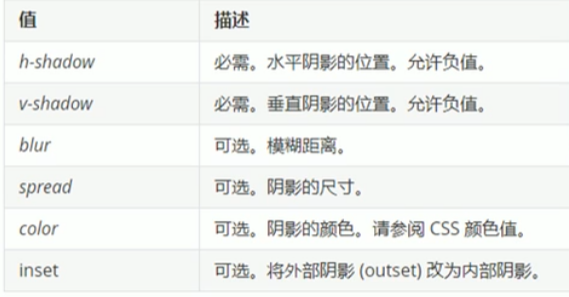 值 描述
h-shadow 必需。水平阴影的位置。允许负值。
v-shadow 必需。垂直阴影的位置。允许负值。
blur 可选。模糊距离。
spread 可选。阴影的尺寸。
color 可选。阴影的颜色。请参阅 CSS 颜色值。
inset 可选。将外部阴影 (outset) 改为内部阴影。